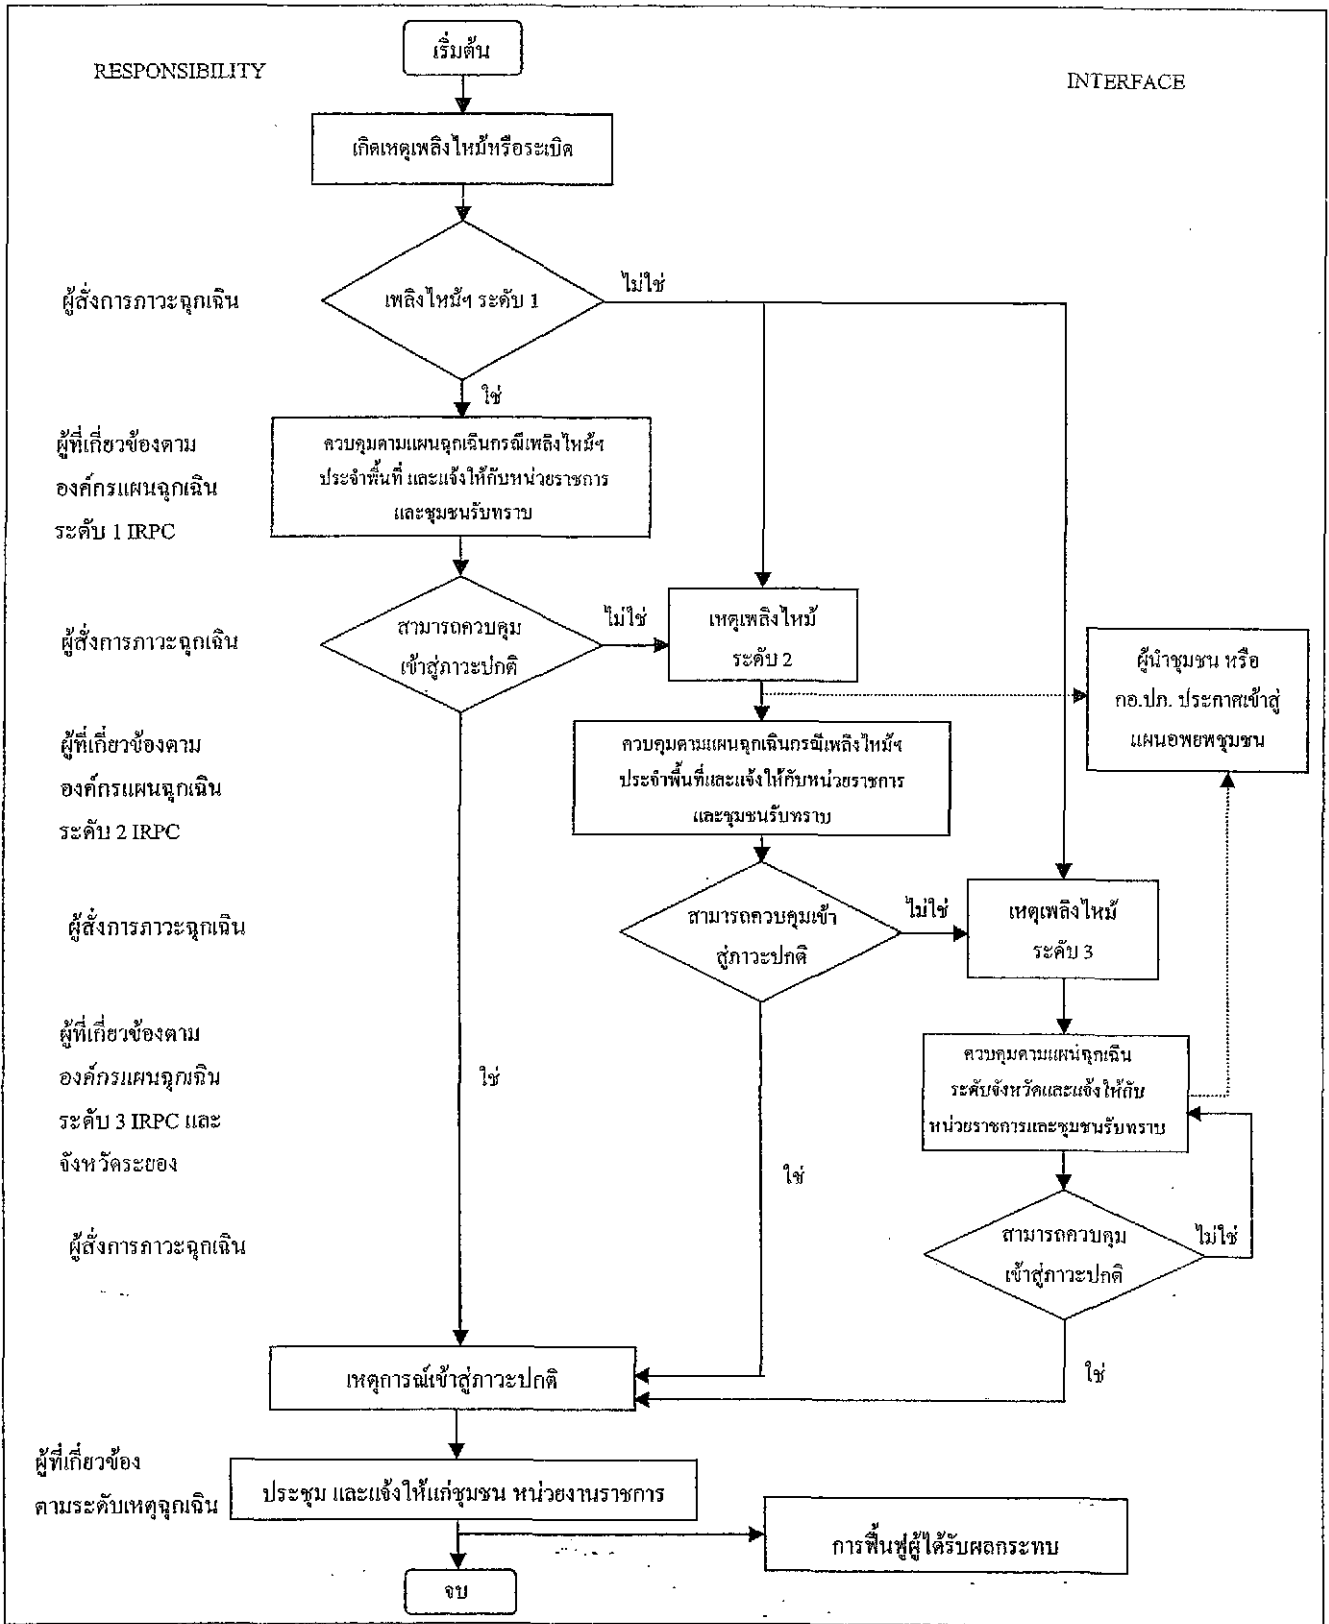 เริ่มต้น
RESPONSIBILITY
INTERFACE
เกิดเหตุเพลิงไหม้หรือระเบิด
ผู้สั่งการภาวะฉุกเฉิน
เพลิงไหม้ฯ ระดับ 1
ไม่ใช่
ใช่
ผู้ที่เกี่ยวข้องตาม
องค์กรแผนฉุกเฉิน
ระดับ 1 IRPC
ควบคุมตามแผนฉุกเฉินกรณีเพลิงไหม้ฯ
ประจำพื้นที่ และแจ้งให้กับหน่วยราชการ
และชุมชนรับทราบ
ผู้สั่งการภาวะฉุกเฉิน
สามารถควบคุม
เข้าสู่ภาวะปกติ
ไม่ใช่
เหตุเพลิงไหม้
ระดับ 2
ผู้นำชุมชน หรือ
กอ.ปภ. ประกาศเข้าสู่
แผนอพยพชุมชน
ผู้ที่เกี่ยวข้องตาม
องค์กรแผนฉุกเฉิน
ระดับ 2 IRPC
ควบคุมตามแผนฉุกเฉินกรณีเพลิงไหม้ฯ
ประจำพื้นที่และแจ้งให้กับหน่วยราชการ
และชุมชนรับทราบ
ผู้สั่งการภาวะฉุกเฉิน
สามารถควบคุมเข้า
สู่ภาวะปกติ
ไม่ใช่
เหตุเพลิงไหม้
ระดับ 3
ผู้ที่เกี่ยวข้องตาม
องค์กรแผนฉุกเฉิน
ระดับ 3 IRPC และ
จังหวัดระยอง
ใช่
ควบคุมตามแผนฉุกเฉิน
ระดับจังหวัดและแจ้งให้กับ
หน่วยราชการและชุมชนรับทราบ
ใช่
ผู้สั่งการภาวะฉุกเฉิน
สามารถควบคุม
เข้าสู่ภาวะปกติ
ไม่ใช่
ใช่
เหตุการณ์เข้าสู่ภาวะปกติ
ผู้ที่เกี่ยวข้อง
ตามระดับเหตุฉุกเฉิน
ประชุม และแจ้งให้แก่ชุมชน หน่วยงานราชการ
การฟื้นฟูผู้ได้รับผลกระทบ
จบ